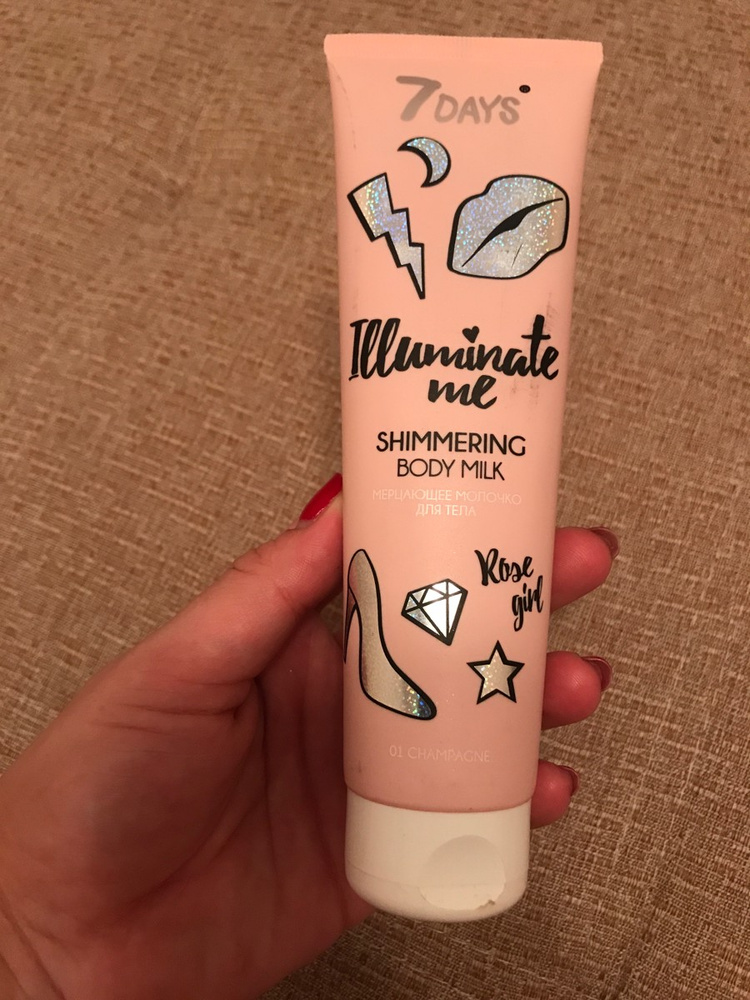 7DAYS
Illuminate
me
SHIMMERING
BODY MILK
МЕРЦАЮЩЕЕ МОЛОЧКО
ДЛЯ ТЕЛА
Rose
girl
01 CHAMPAGNE